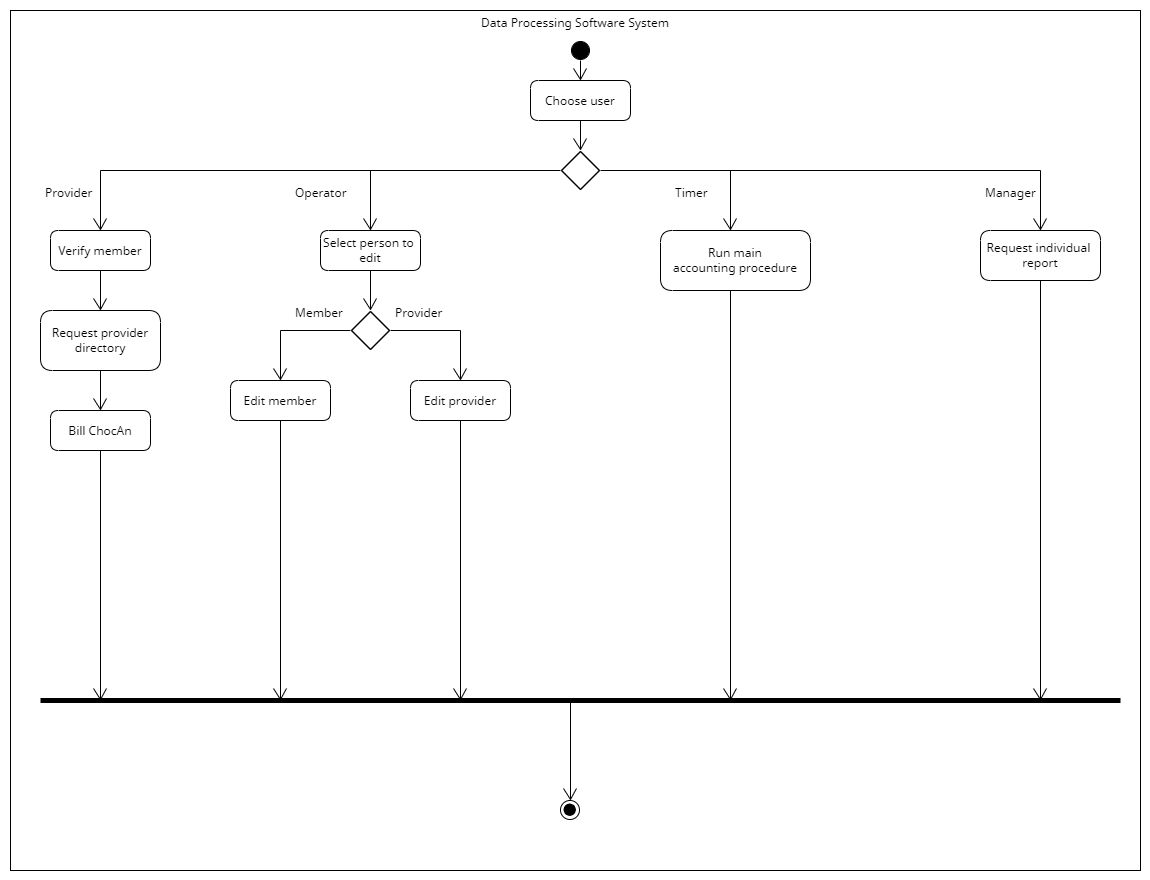 Data Processing Software System
Choose user
Provider
Operator
Timer
Manager
Verify member
Select person to
edit
Run main
accounting procedure
Request individual
report
Member
Provider
Request provider
directory
Edit member
Edit provider
Bill ChocAn